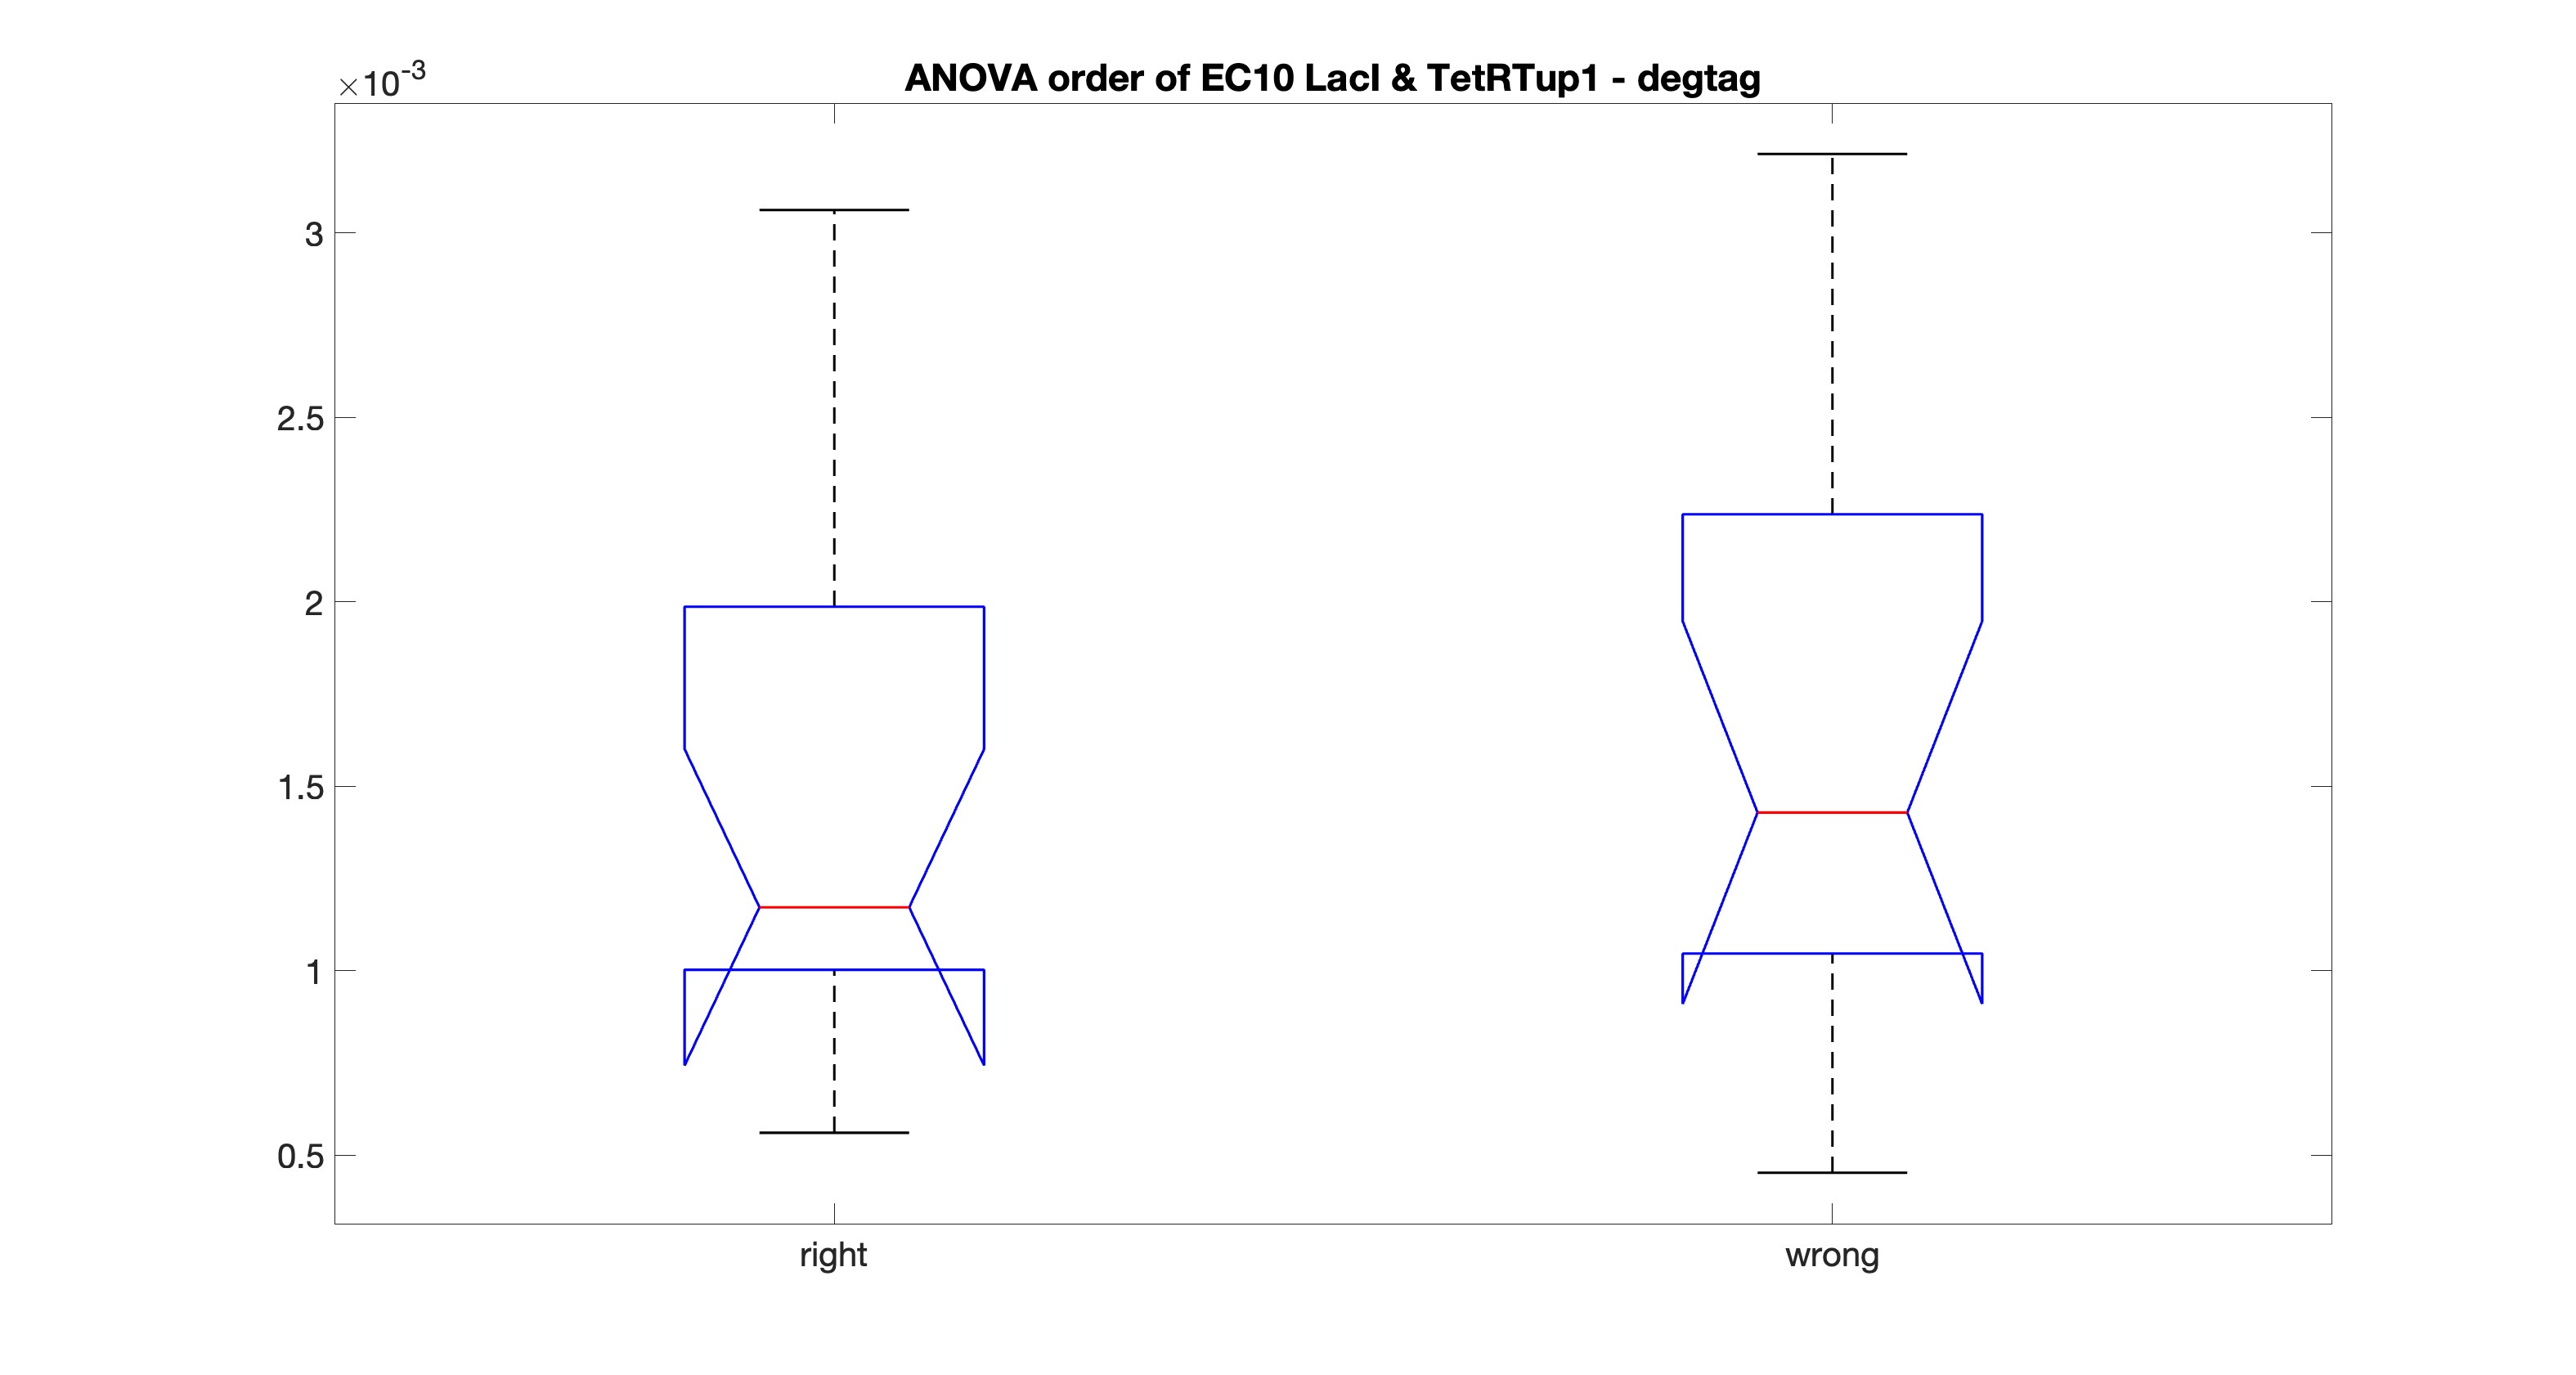 ANOVA order of EC10 LacI & TetRTup1 - degtag
×10-3
3
2.5
2
1.5
1
0.5
right
wrong